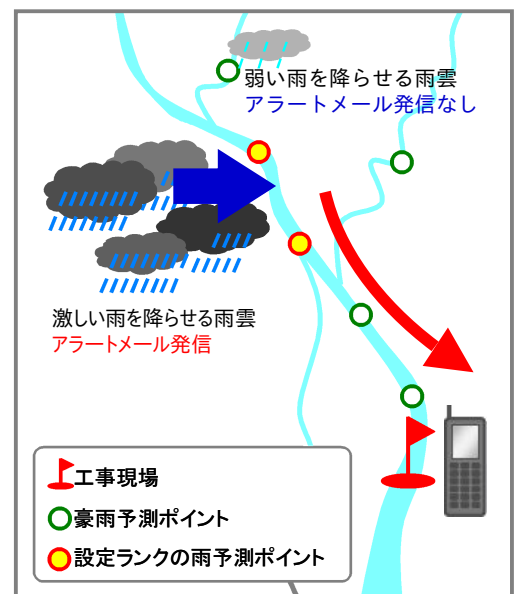 弱い雨を降らせる雨雲
アラートメール発信なし
激しい雨を降らせる雨雲
アラートメール発信
工事現場
豪雨予測ポイント
設定ランクの雨予測ポイント